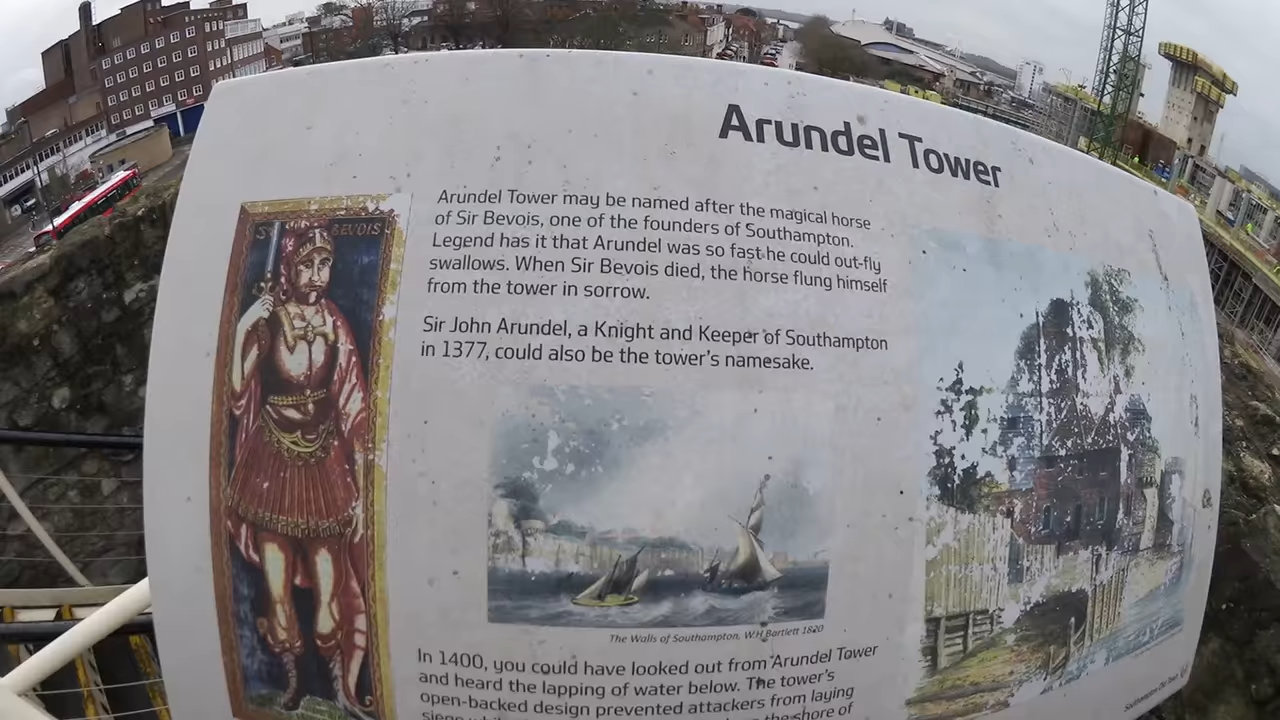 Arundel Tower
Arundel Tower may be named after the magical horse
of Sir Bevois, one of the founders of Southampton.
Legend has it that Arundel was so fast he could out-fly
swallows. When Sir Bevois died, the horse flung himself
from the tower in sorrow.
Sir John Arundel, a Knight and Keeper of Southampton
in 1377, could also be the tower's namesake.
BEVOIS
The Walls of Southampton, W.H Bartlett 1820
In 1400, you could have looked out from Arundel Tower
and heard the lapping of water below. The tower's
open-backed design prevented attackers from laying
the shore of